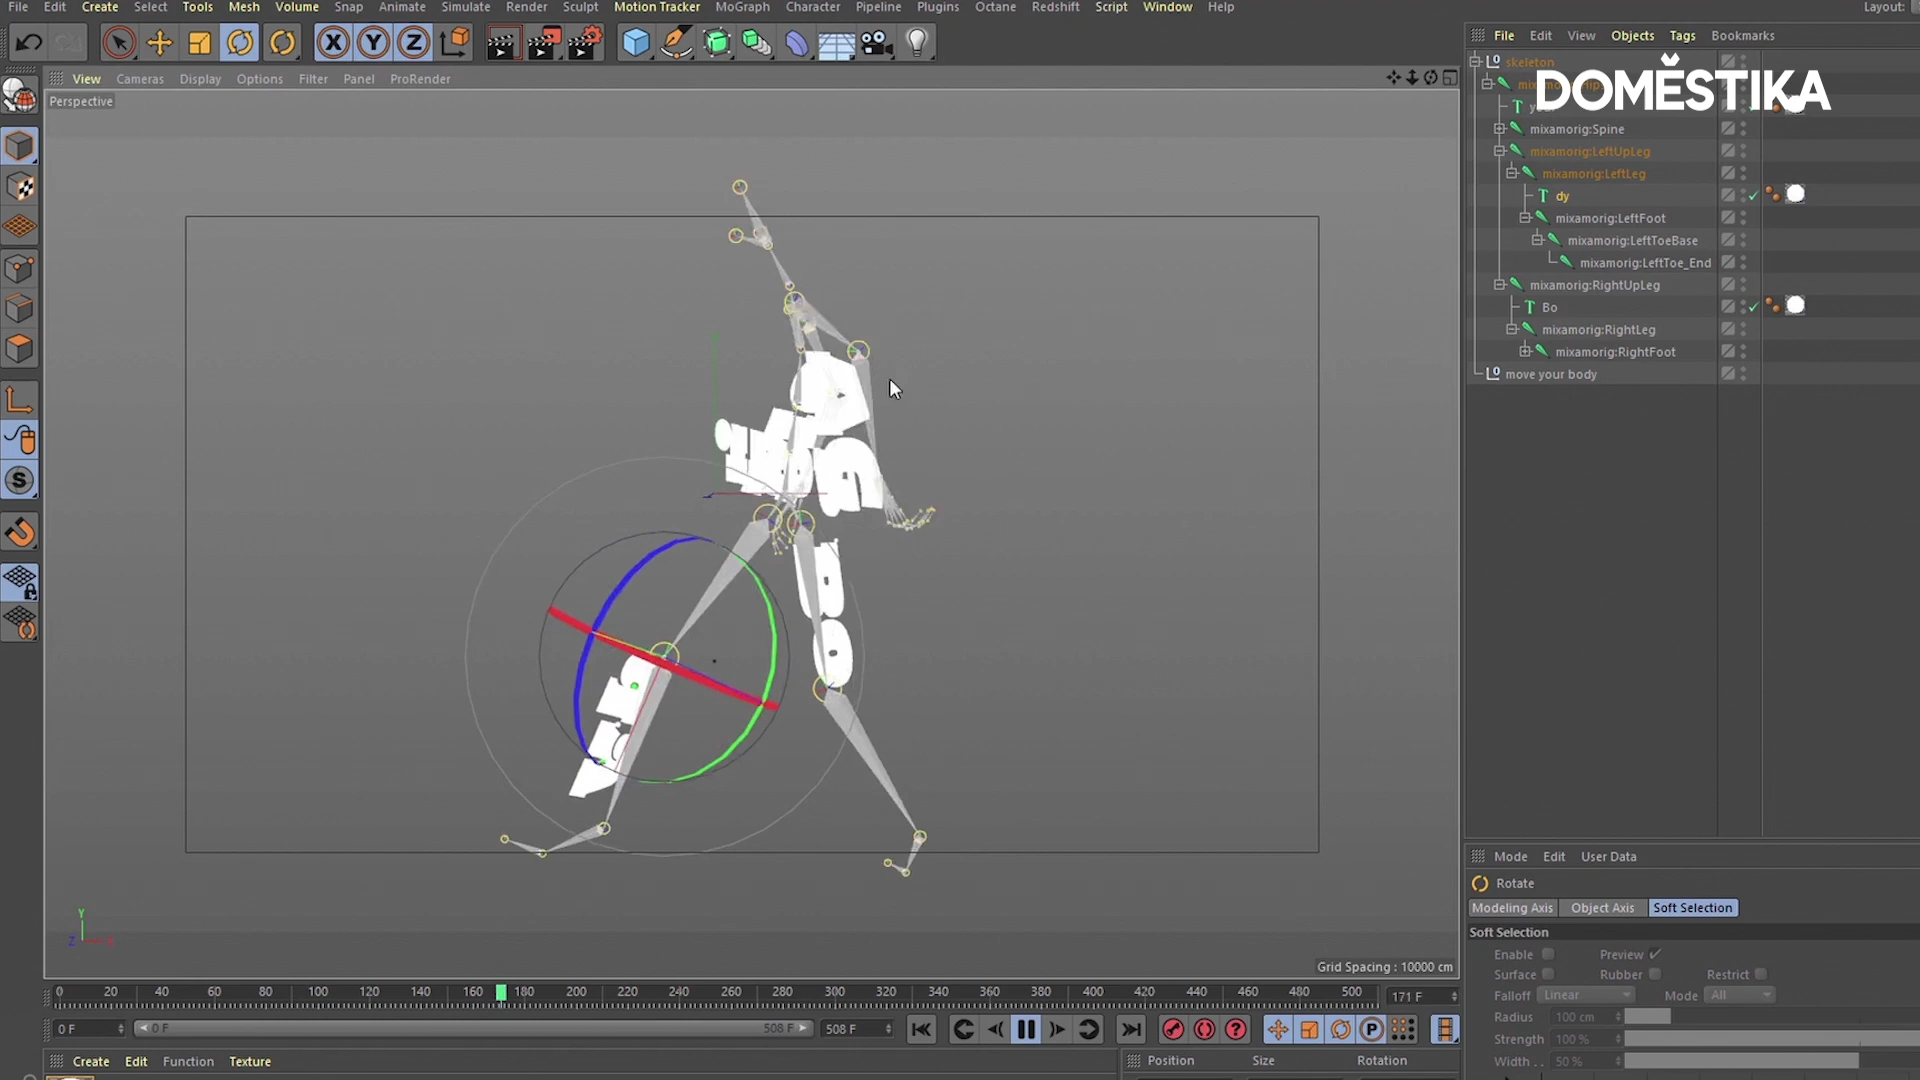 File Edit Create Select Tools Mesh Volume Snap Animate Simulate Render Sculpt Motion Tracker MoGraph Character Pipeline Plugins Octane Redshift Script Window Help Layout:
X Y Z
View Cameras Display Options Filter Panel ProRender
Perspective
File Edit View Objects Tags Bookmarks
skeleton
DOMĚSTIKA
mixamorig:Spine
mixamorig:LeftUpLeg
mixamorig:LeftLeg
dy
mixamorig:LeftFoot
mixamorig:LeftToeBase
mixamorig:LeftToe_End
mixamorig:RightUpLeg
Bo
mixamorig:RightLeg
mixamorig:RightFoot
move your body
S
Y
Z X
Grid Spacing : 10000 cm
Mode Edit User Data
Rotate
Modeling Axis Object Axis Soft Selection
Soft Selection
Enable Preview
Surface Rubber Restrict
Falloff Linear Mode All
Radius 100 cm
Strength 100 %
Width . . 50 %
0 20 40 60 80 100 120 140 160 180 200 220 240 260 280 300 320 340 360 380 400 420 440 460 480 500 171 F
0 F 0 F 508 F 508 F
P
Create Edit Function Texture
Position Size Rotation